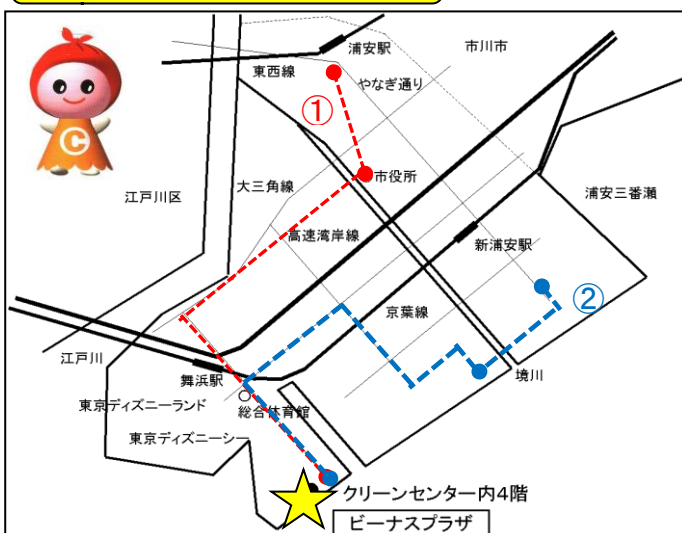 浦安駅
市川市
東西線
やなぎ通り
①
市役所
大三角線
江戸川区
浦安三番瀬
高速湾岸線
新浦安駅
②
京葉線
江戸川
舞浜駅
境川
東京ディズニーランド
総合体育館
東京ディズニーシー
クリーンセンター内4階
ビーナスプラザ
C